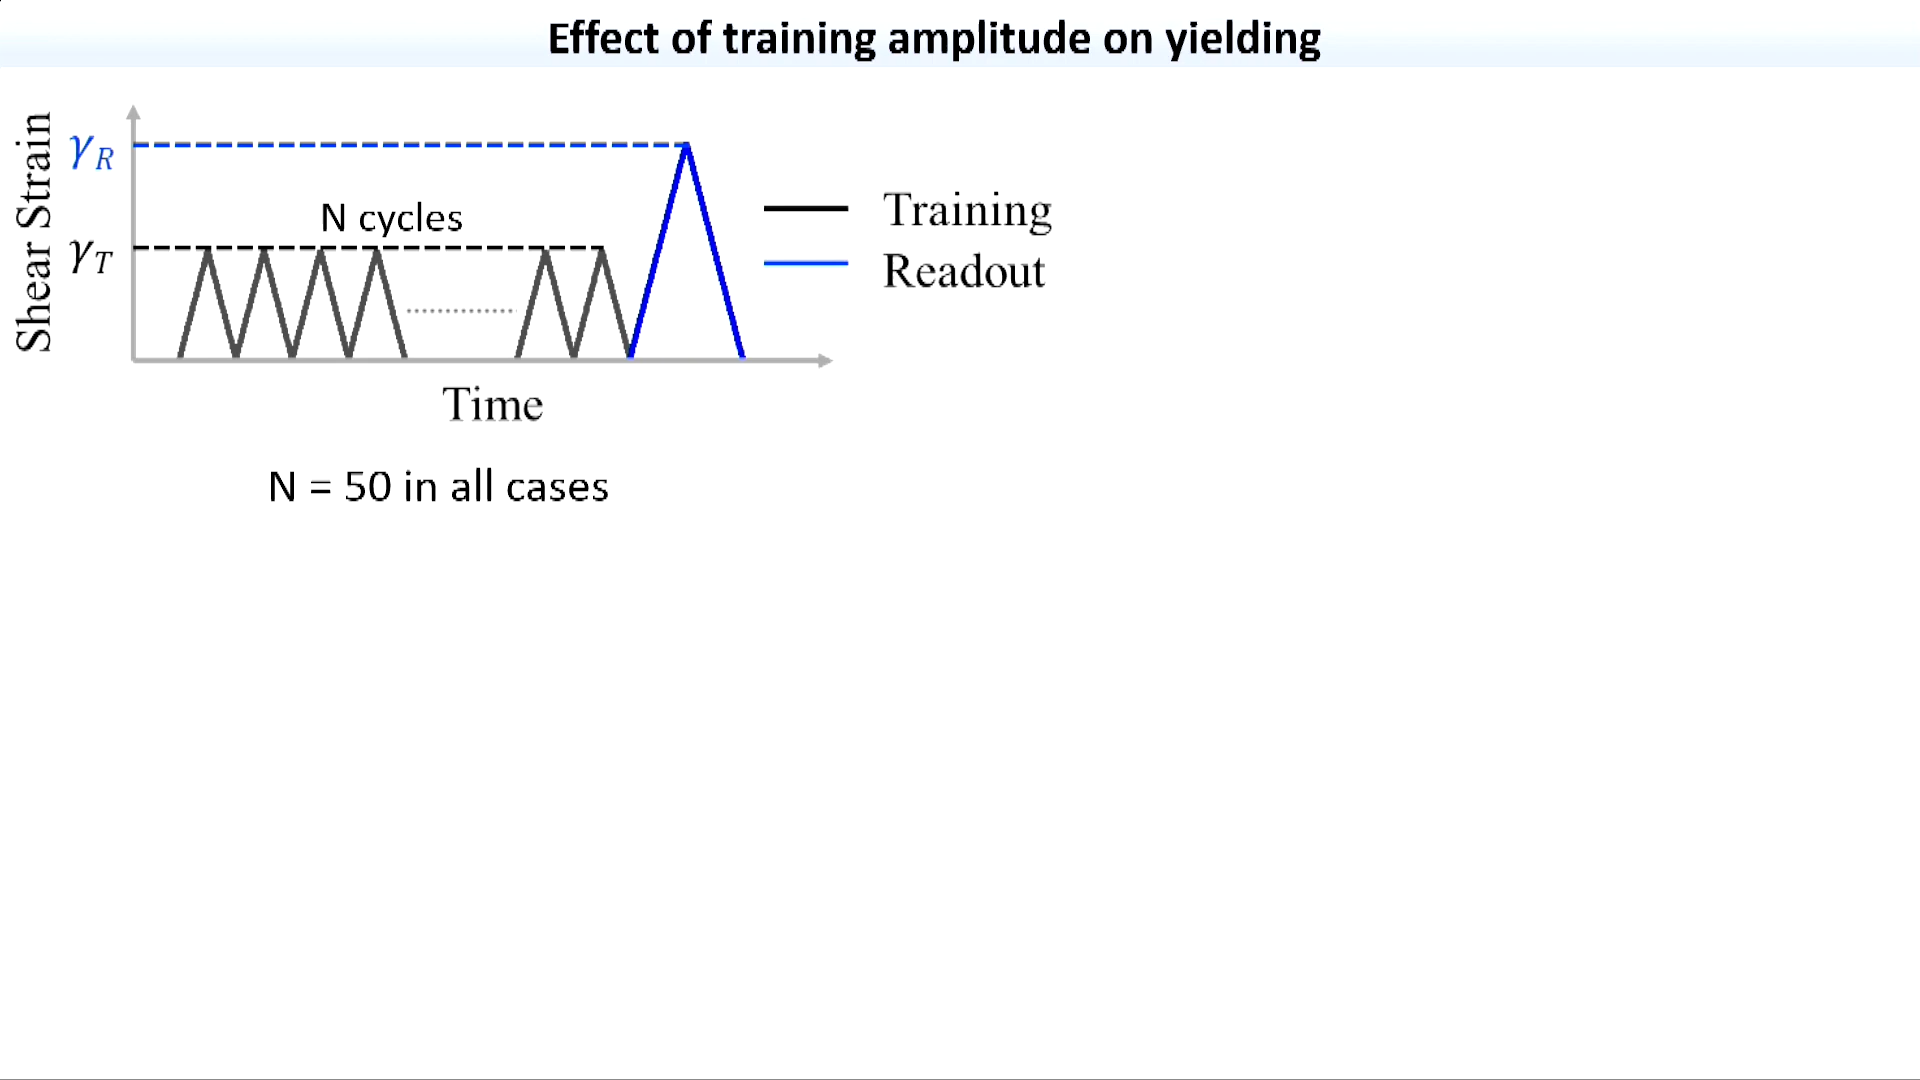 Effect of training amplitude on yielding
Shear Strain
γR
N cycles
γT
Training
Readout
Time
N = 50 in all cases